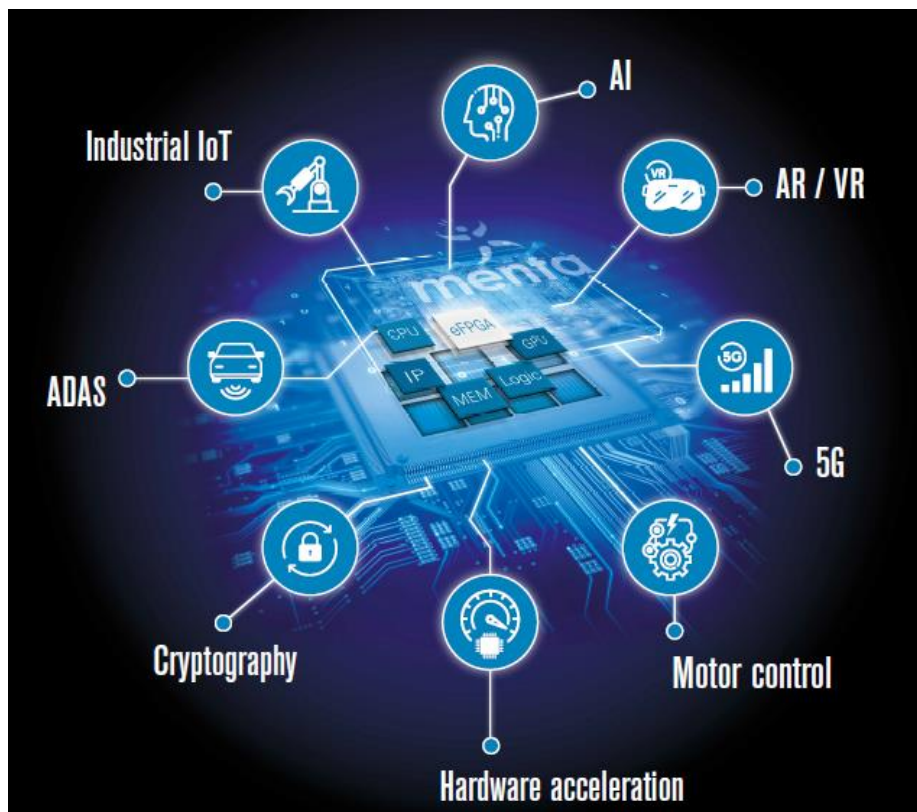 AI
Industrial IoT
VR
AR / VR
menta
CPU
eFPGA
GPU
IP
MEM
Logic
5G
ADAS
5G
Cryptography
Motor control
Hardware acceleration